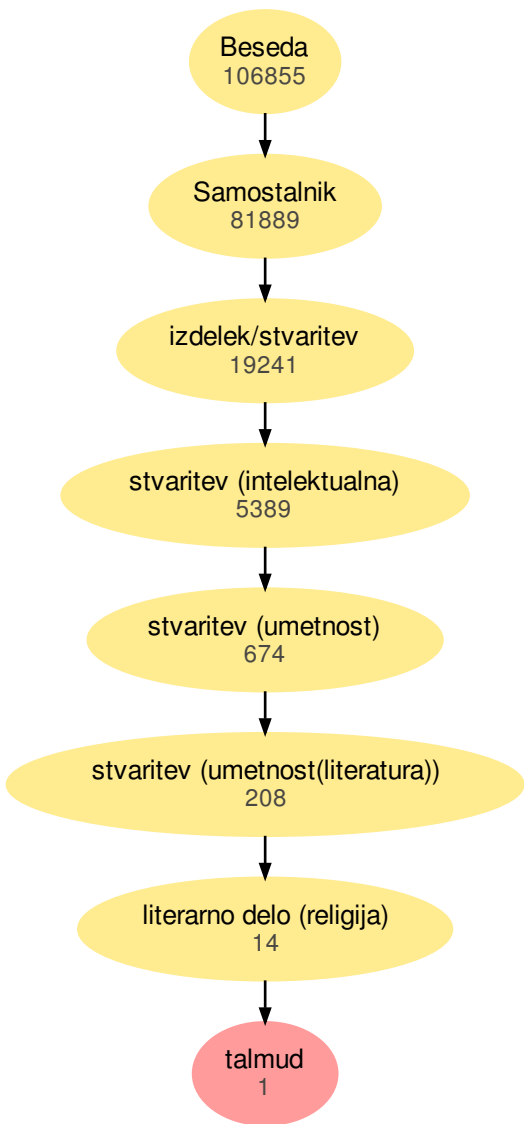 Beseda
106855
Samostalnik
81889
izdelek/stvaritev
19241
stvaritev (intelektualna)
5389
stvaritev (umetnost)
674
stvaritev (umetnost(literatura))
208
literarno delo (religija)
14
talmud
1